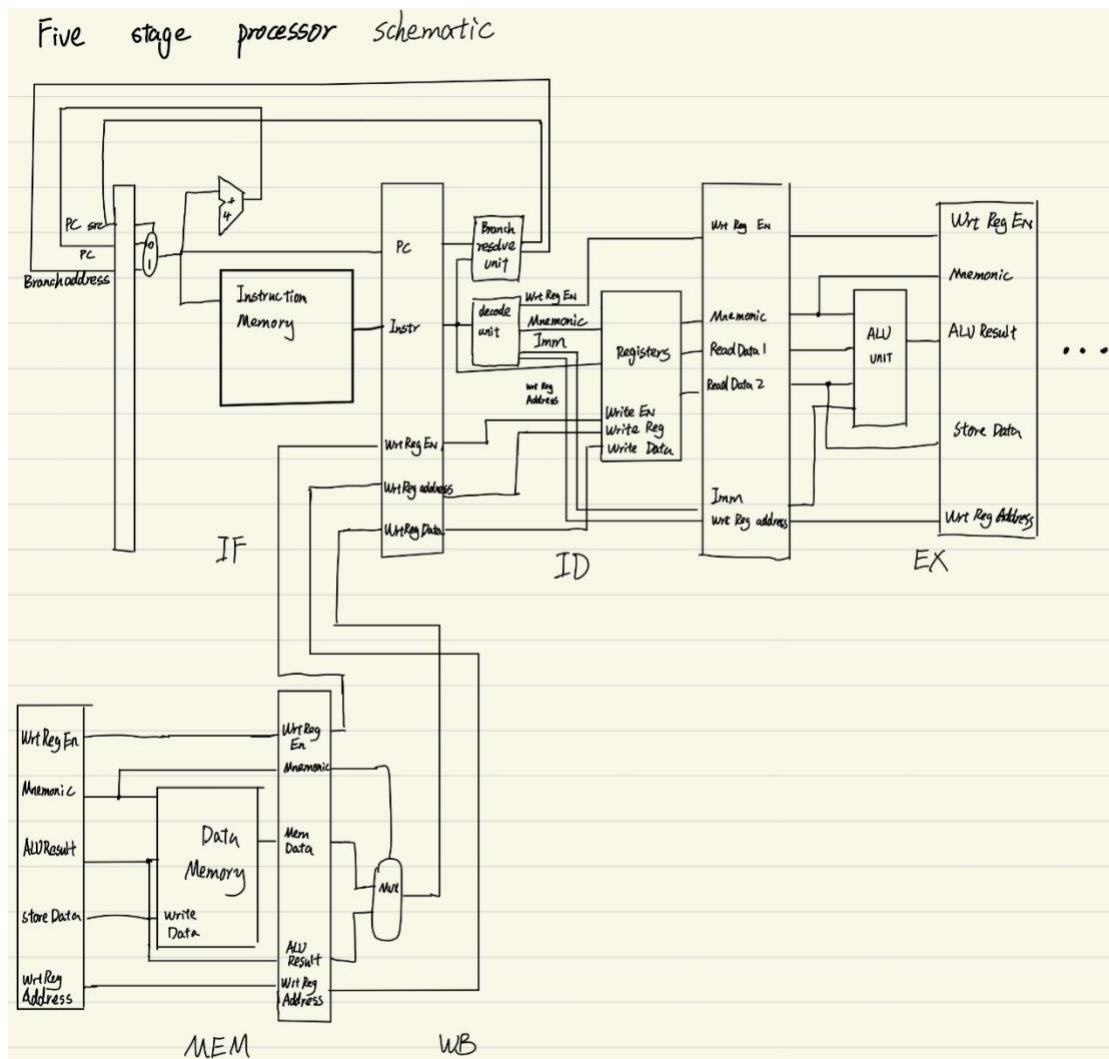 Five stage processor schematic
PC src
PC
Branch address
0
1
+
4
Instruction
Memory
PC
Instr
Wrt Reg EN
Wrt Reg address
Wrt Reg Data
Branch
resolve
unit
decode
unit
Wrt Reg EN
Mnemonic
Imm
Wrt Reg
Address
Registers
Write EN
Write Reg
Write Data
Wrt Reg EN
Mnemonic
Read Data 1
Read Data 2
Imm
Wrt Reg address
ALU
UNIT
Wrt Reg EN
Mnemonic
ALU Result
Store Data
Wrt Reg Address
...
IF
ID
EX
Wrt Reg En
Mnemonic
ALU Result
Store Data
Wrt Reg
Address
Data
Memory
Write
Data
Wrt Reg
En
Mnemonic
Mem
Data
ALU
Result
Wrt Reg
Address
Mux
MEM
WB